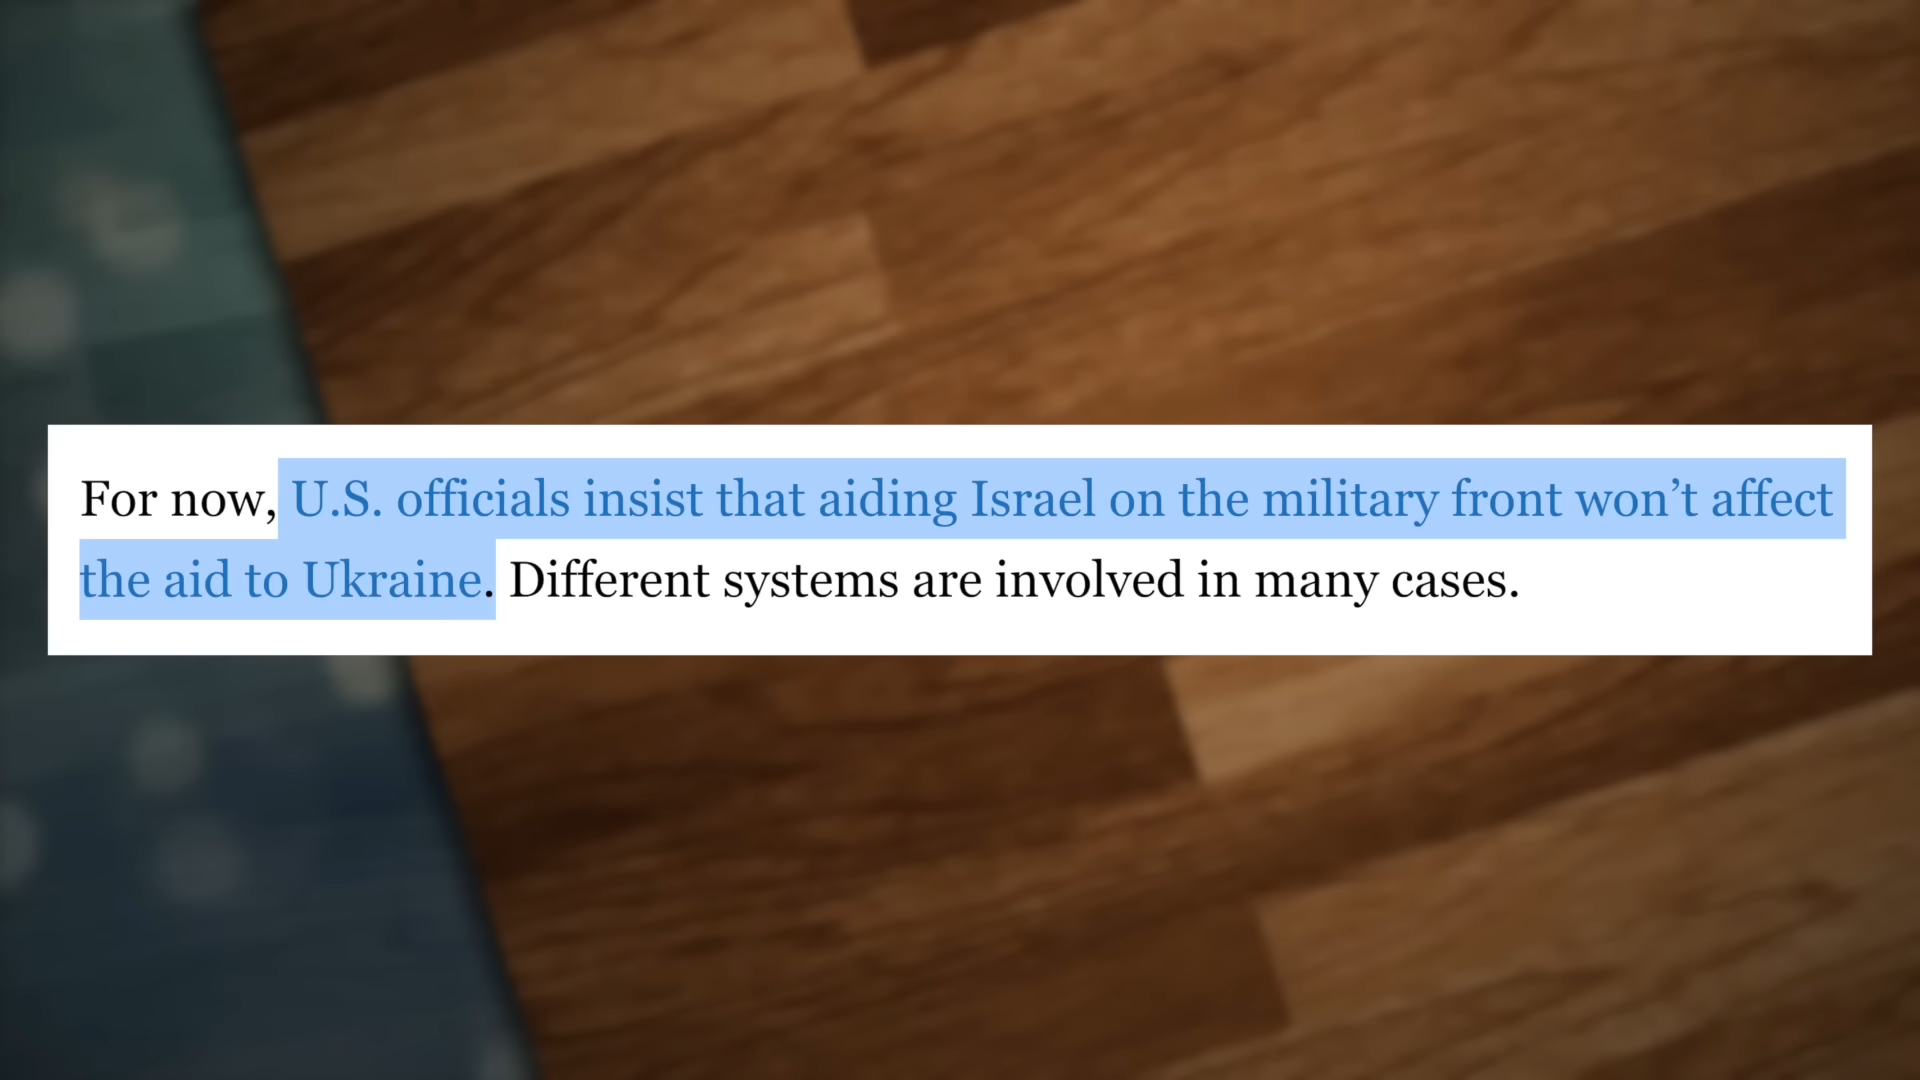 For now, U.S. officials insist that aiding Israel on the military front won’t affect
the aid to Ukraine. Different systems are involved in many cases.